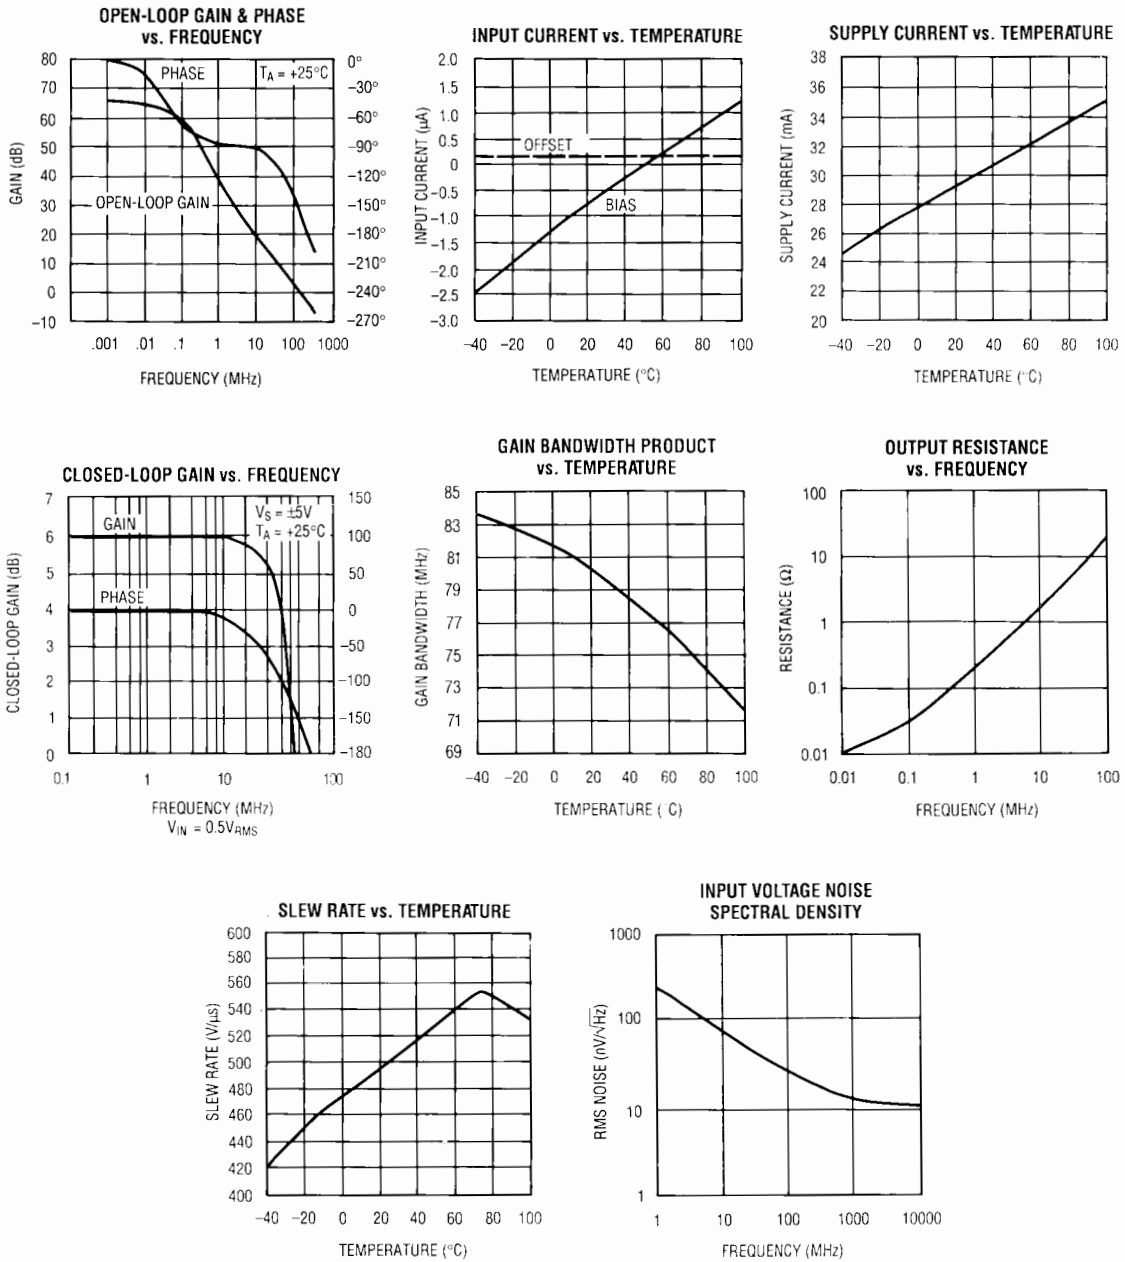 OPEN-LOOP GAIN & PHASE
vs. FREQUENCY
80
70
60
50
40
30
20
10
0
–10
GAIN (dB)
PHASE
TA = +25°C
OPEN-LOOP GAIN
0°
–30°
–60°
–90°
–120°
–150°
–180°
–210°
–240°
–270°
.001 .01 .1 1 10 100 1000
FREQUENCY (MHz)
INPUT CURRENT vs. TEMPERATURE
2.0
1.5
1.0
0.5
0
–0.5
–1.0
–1.5
–2.0
–2.5
–3.0
INPUT CURRENT (µA)
OFFSET
BIAS
–40 –20 0 20 40 60 80 100
TEMPERATURE (°C)
SUPPLY CURRENT vs. TEMPERATURE
38
36
34
32
30
28
26
24
22
20
SUPPLY CURRENT (mA)
–40 –20 0 20 40 60 80 100
TEMPERATURE (°C)
CLOSED-LOOP GAIN vs. FREQUENCY
7
6
5
4
3
2
1
0
CLOSED-LOOP GAIN (dB)
GAIN
VS = ±5V
TA = +25°C
PHASE
150
100
50
0
–50
–100
–150
–180
0.1 1 10 100
FREQUENCY (MHz)
VIN = 0.5VRMS
GAIN BANDWIDTH PRODUCT
vs. TEMPERATURE
85
83
81
79
77
75
73
71
69
GAIN BANDWIDTH (MHz)
–40 –20 0 20 40 60 80 100
TEMPERATURE (°C)
OUTPUT RESISTANCE
vs. FREQUENCY
100
10
1
0.1
0.01
RESISTANCE (Ω)
0.01 0.1 1 10 100
FREQUENCY (MHz)
SLEW RATE vs. TEMPERATURE
600
580
560
540
520
500
480
460
440
420
400
SLEW RATE (V/µs)
–40 –20 0 20 40 60 80 100
TEMPERATURE (°C)
INPUT VOLTAGE NOISE
SPECTRAL DENSITY
1000
100
10
1
RMS NOISE (nV/√Hz)
1 10 100 1000 10000
FREQUENCY (MHz)